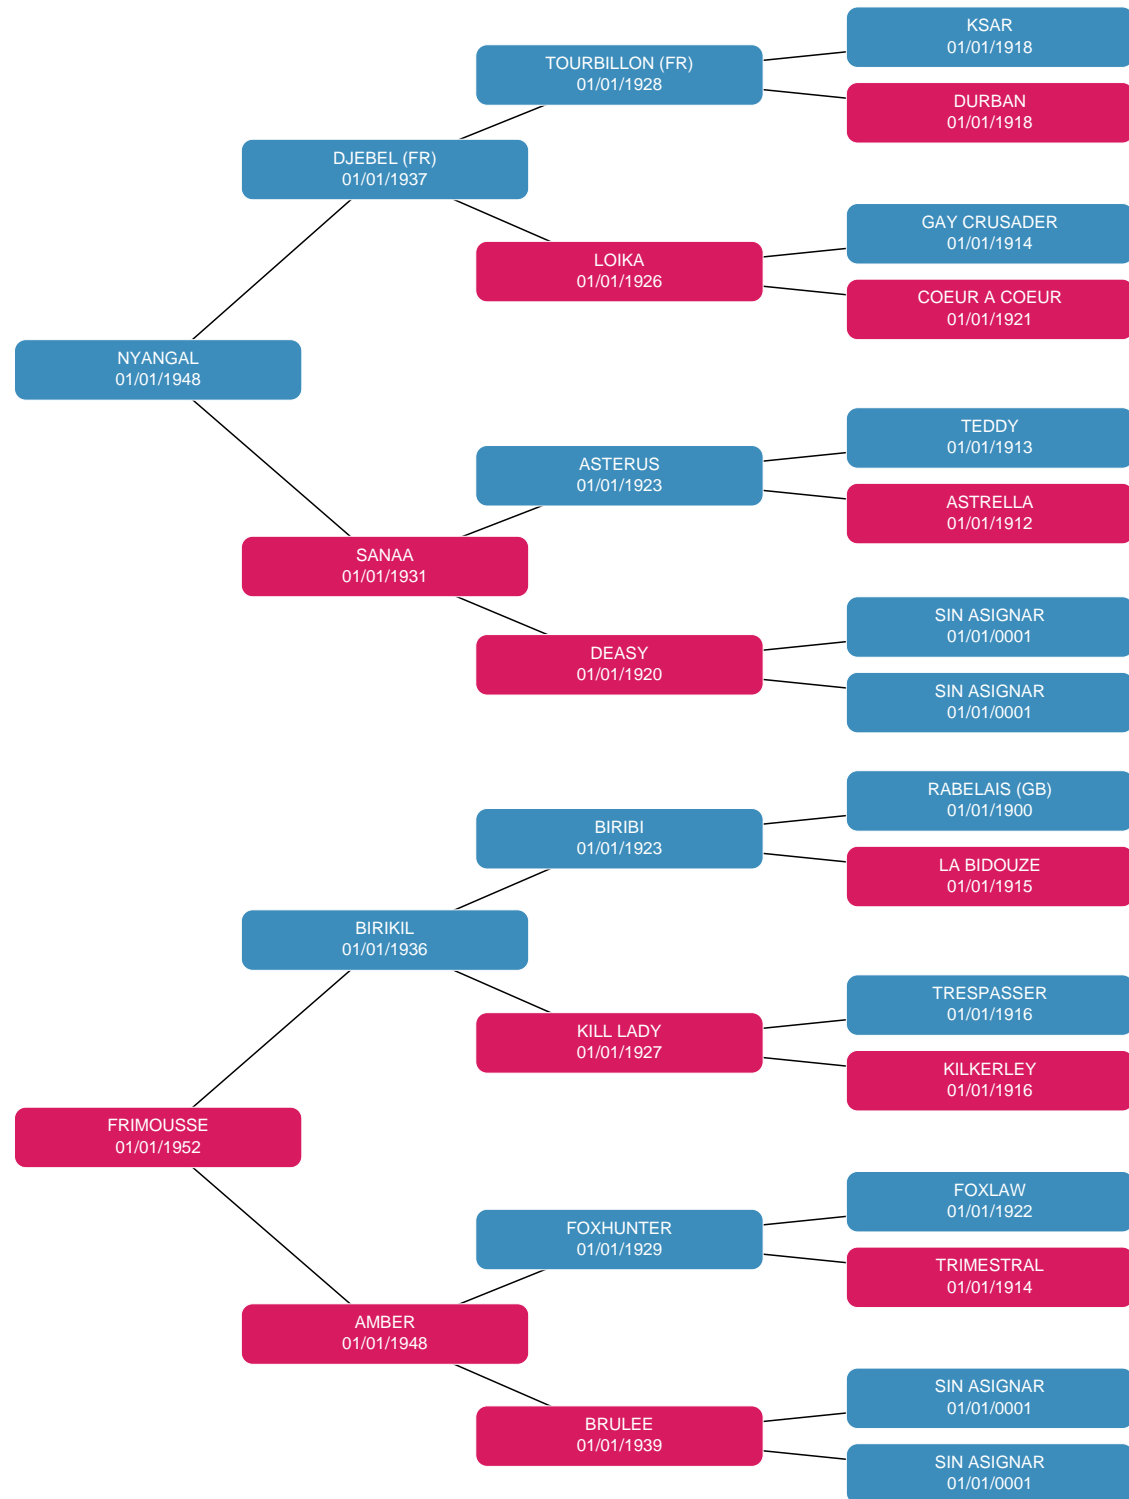 KSAR
01/01/1918
TOURBILLON (FR)
01/01/1928
DURBAN
01/01/1918
DJEBEL (FR)
01/01/1937
GAY CRUSADER
01/01/1914
LOIKA
01/01/1926
COEUR A COEUR
01/01/1921
NYANGAL
01/01/1948
TEDDY
01/01/1913
ASTERUS
01/01/1923
ASTRELLA
01/01/1912
SANAA
01/01/1931
SIN ASIGNAR
01/01/0001
DEASY
01/01/1920
SIN ASIGNAR
01/01/0001
RABELAIS (GB)
01/01/1900
BIRIBI
01/01/1923
LA BIDOUZE
01/01/1915
BIRIKIL
01/01/1936
TRESPASSER
01/01/1916
KILL LADY
01/01/1927
KILKERLEY
01/01/1916
FRIMOUSSE
01/01/1952
FOXLAW
01/01/1922
FOXHUNTER
01/01/1929
TRIMESTRAL
01/01/1914
AMBER
01/01/1948
SIN ASIGNAR
01/01/0001
BRULEE
01/01/1939
SIN ASIGNAR
01/01/0001